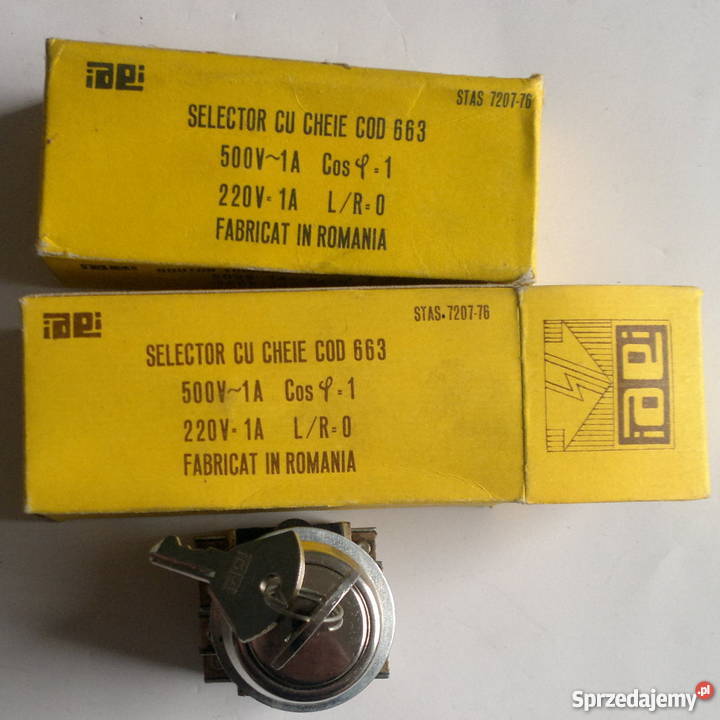 iaei
STAS 7207-76
SELECTOR CU CHEIE COD 663
500V~1A Cos φ=1
220V=1A L/R=0
FABRICAT IN ROMANIA
iaei
STAS.7207-76
SELECTOR CU CHEIE COD 663
500V~1A Cos φ=1
220V=1A L/R=0
FABRICAT IN ROMANIA
iaei
iaei
Sprzedajemy.pl